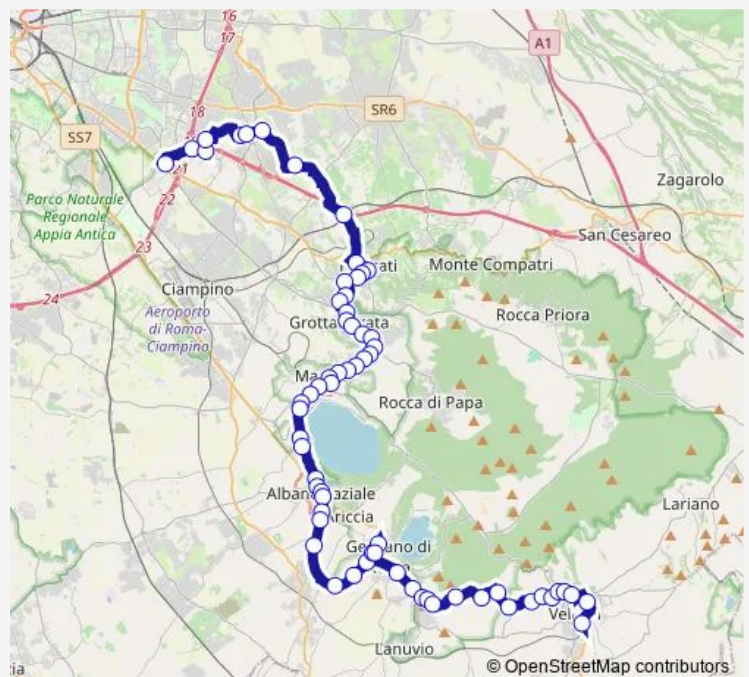 16
17
A1
18
SR6
SS7
21
Zagarolo
22
Parco Naturale
Regionale
Appia Antica
23
San Cesareo
24
Ciampino
Monte Compatri
Aeroporto
di Roma-
Ciampino
Rocca Priora
Rocca di Papa
Lariano
Lanuvio
© OpenStreetMap contributors